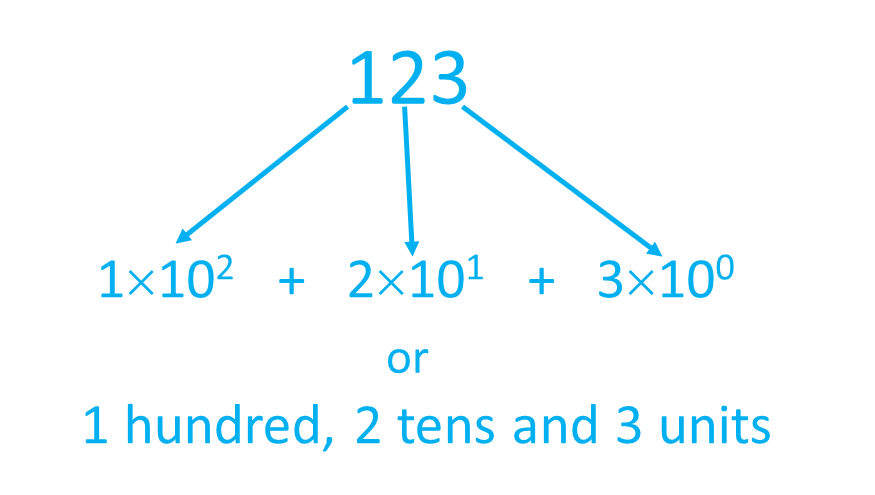 123
1×10² + 2×10¹ + 3×10⁰
or
1 hundred, 2 tens and 3 units